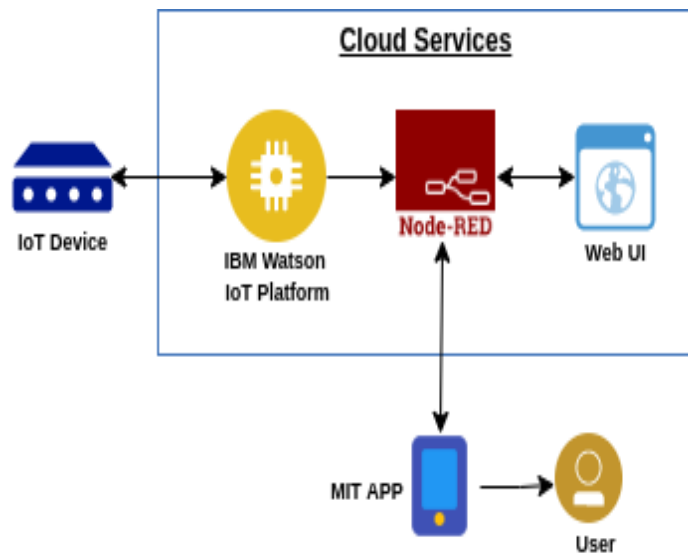 Cloud Services
IoT Device
IBM Watson
IoT Platform
Node-RED
Web UI
MIT APP
User